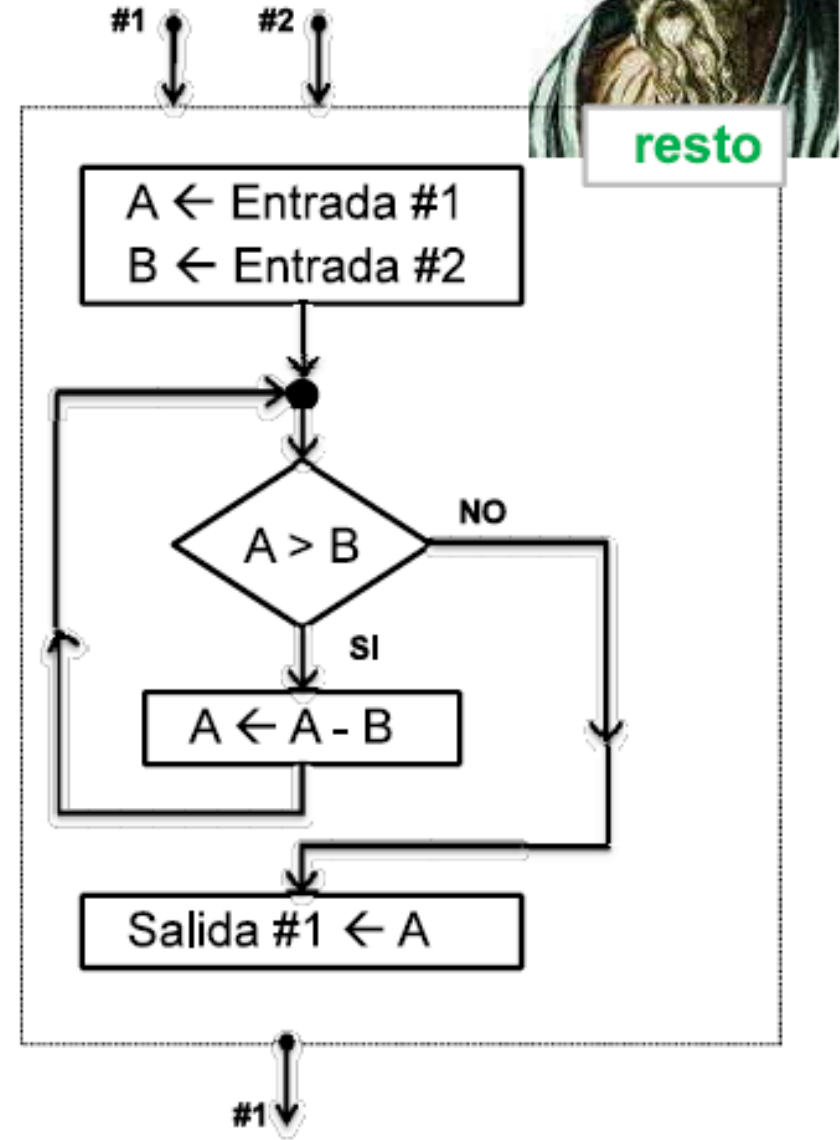 #1 #2
resto
A ← Entrada #1
B ← Entrada #2
A > B
NO
SI
A ← A - B
Salida #1 ← A
#1